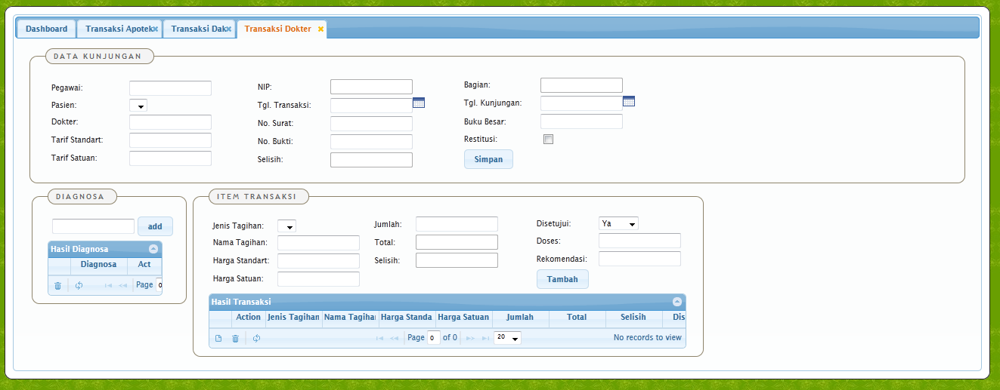 Dashboard Transaksi Apotek Transaksi Dak Transaksi Dokter
DATA KUNJUNGAN
Pegawai: NIP: Bagian:
Pasien: Tgl. Transaksi: Tgl. Kunjungan:
Dokter: No. Surat: Buku Besar:
Tarif Standart: No. Bukti: Restitusi:
Tarif Satuan: Selisih: Simpan
DIAGNOSA
add
Hasil Diagnosa
Diagnosa Act
Page 0
ITEM TRANSAKSI
Jenis Tagihan: Jumlah: Disetujui: Ya
Nama Tagihan: Total: Doses:
Harga Standart: Selisih: Rekomendasi:
Harga Satuan: Tambah
Hasil Transaksi
Action Jenis Tagihan Nama Tagihar Harga Standa Harga Satuan Jumlah Total Selisih Dis
Page 0 of 0 20 No records to view